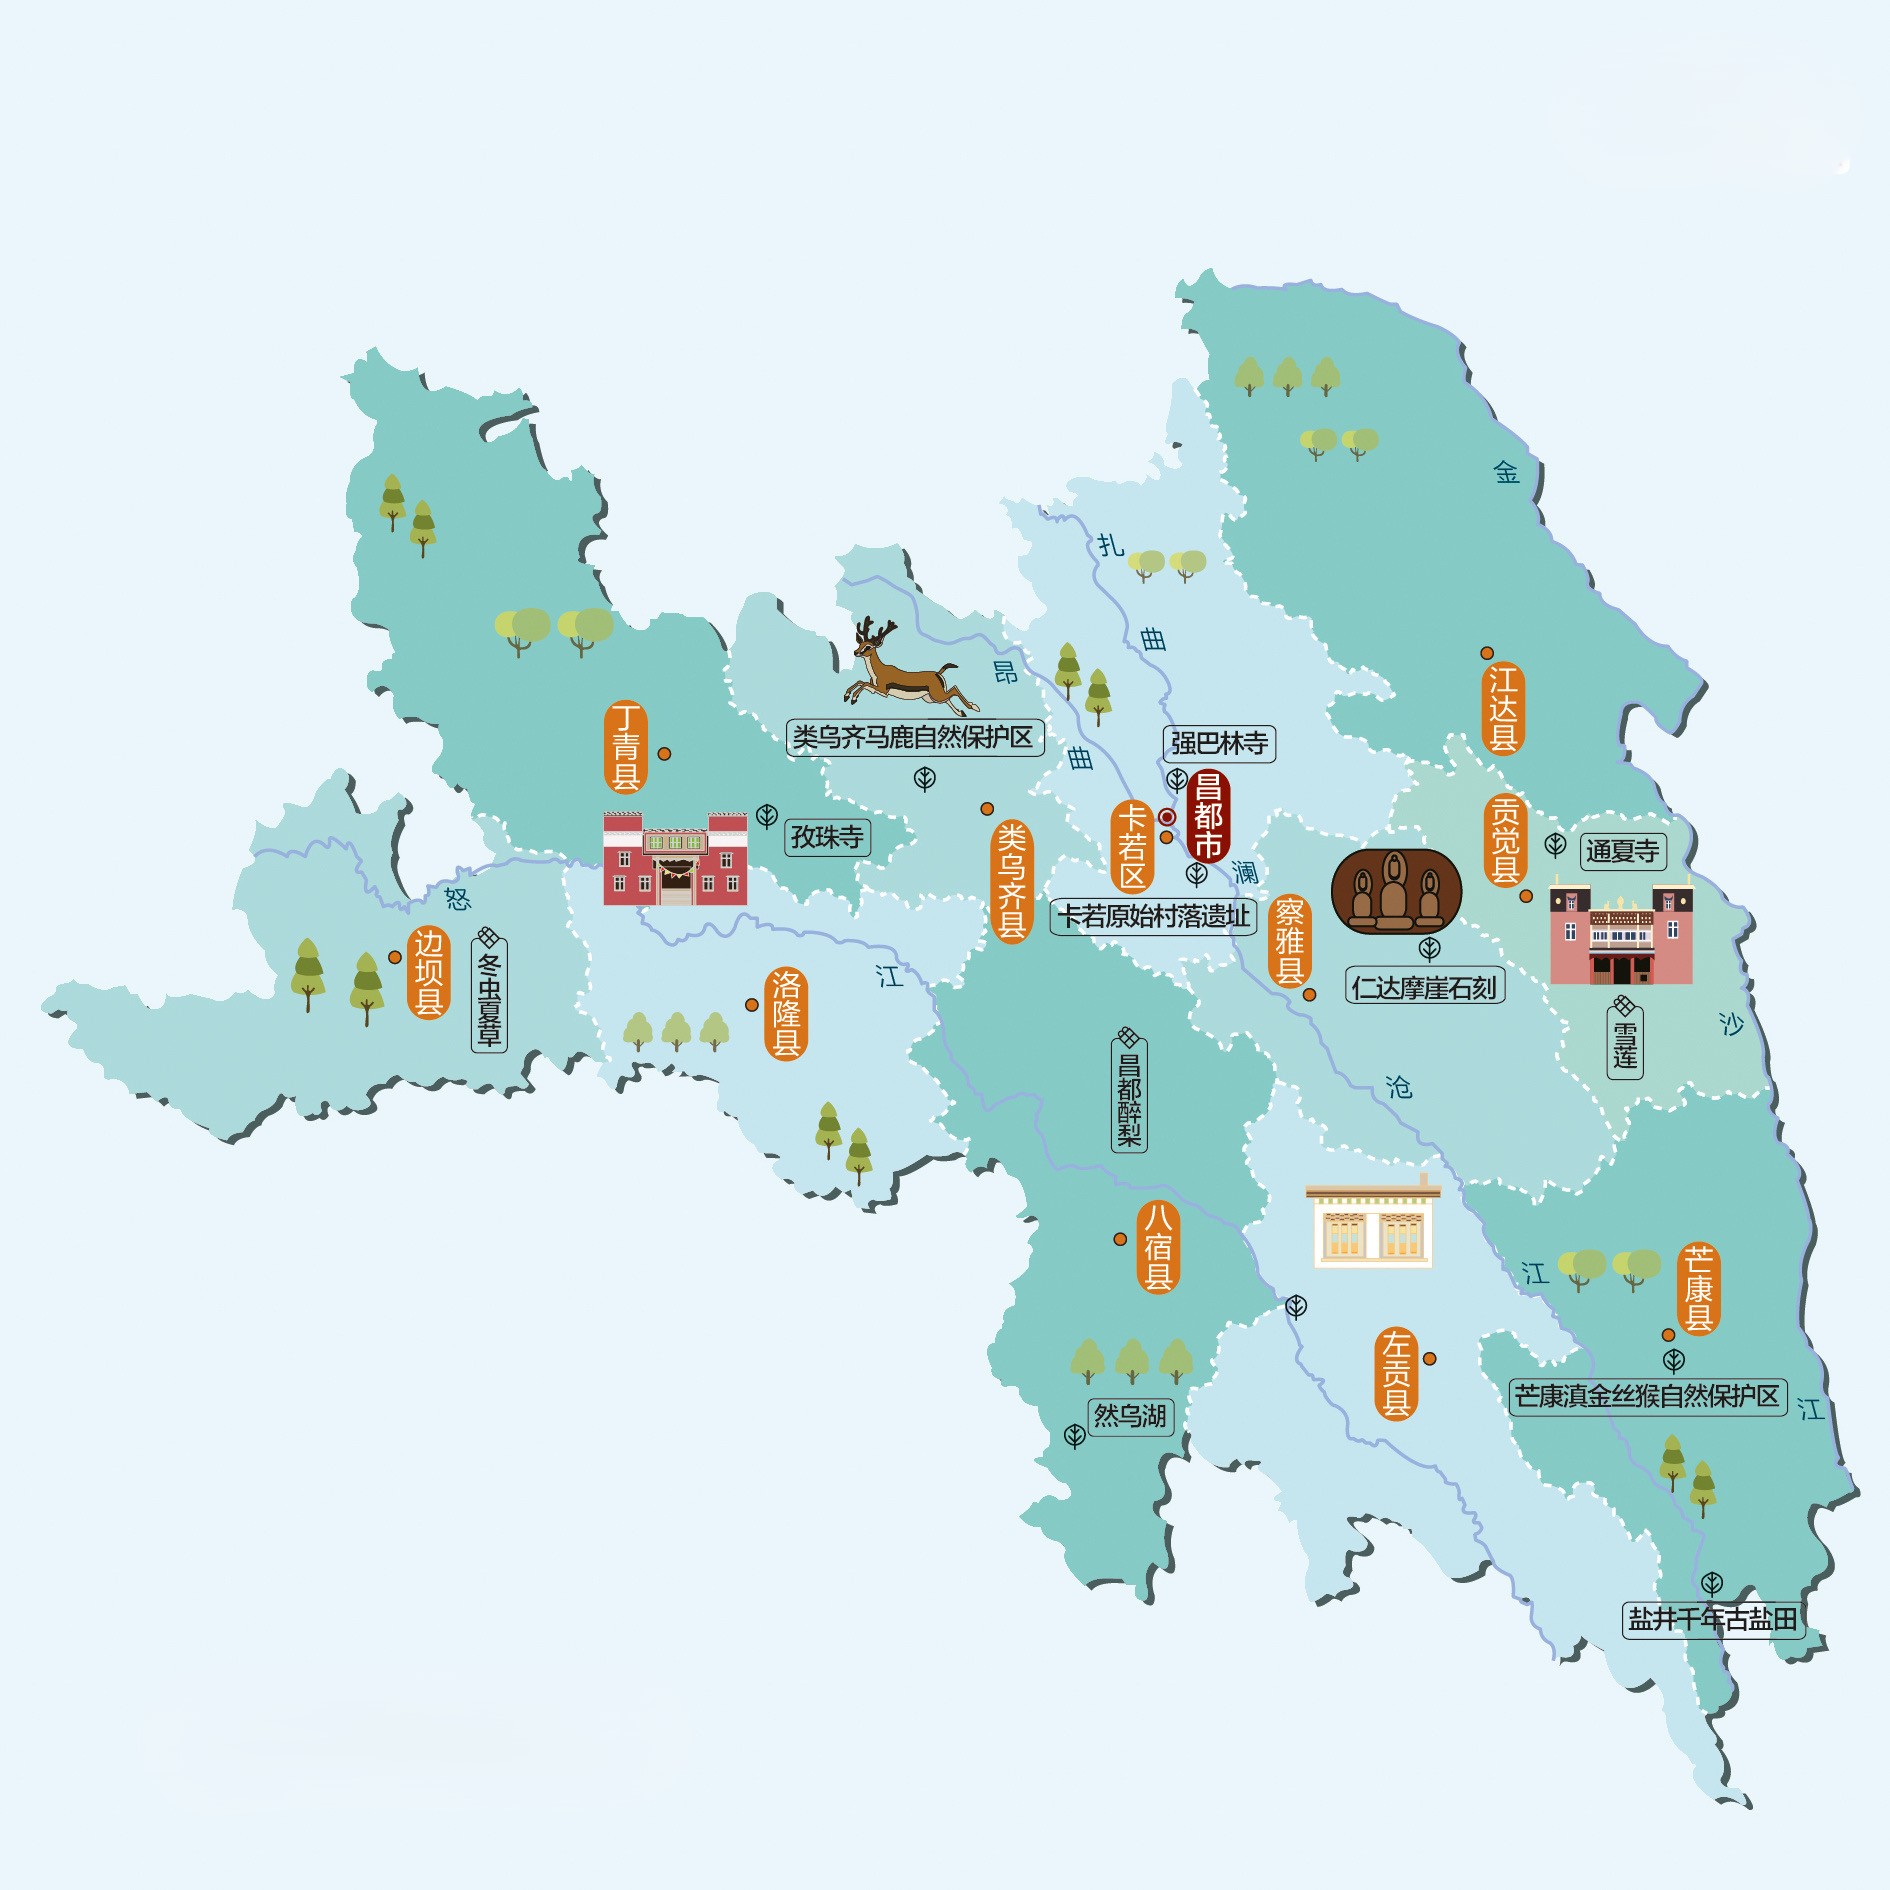 金
扎
曲
昂
曲
江达县
丁青县
类乌齐马鹿自然保护区
强巴林寺
昌都市
卡若区
类乌齐县
孜珠寺
贡觉县
通夏寺
澜
卡若原始村落遗址
察雅县
仁达摩崖石刻
怒
边坝县
冬虫夏草
江
洛隆县
雪莲
沙
昌都醉梨
沧
八宿县
江
芒康县
左贡县
芒康滇金丝猴自然保护区
江
然乌湖
盐井千年古盐田